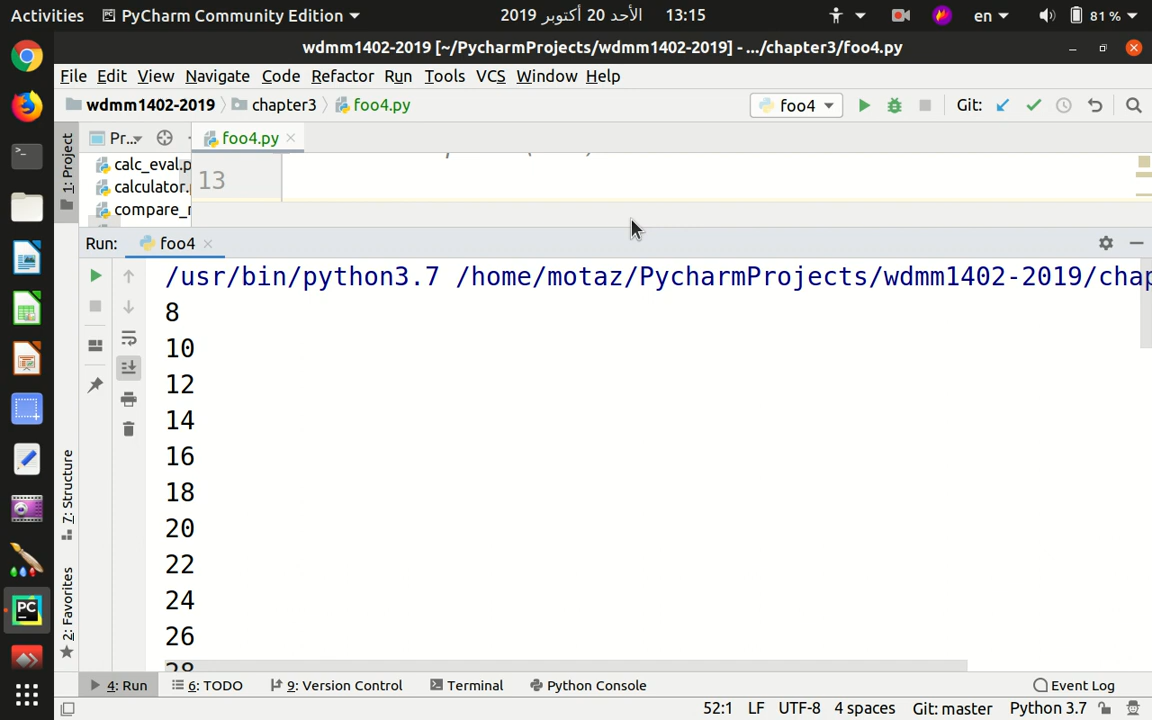 Activities PyCharm Community Edition 2019 الأحد 20 أكتوبر 13:15 en 81 %
wdmm1402-2019 [~/PycharmProjects/wdmm1402-2019] - .../chapter3/foo4.py
File Edit View Navigate Code Refactor Run Tools VCS Window Help
wdmm1402-2019 chapter3 foo4.py foo4 Git:
1: Project Pr... foo4.py
calc_eval.p
calculator.
compare_r
13
Run: foo4
/usr/bin/python3.7 /home/motaz/PycharmProjects/wdmm1402-2019/chap
8
10
12
14
16
18
20
22
24
26
28
7: Structure
2: Favorites
4: Run 6: TODO 9: Version Control Terminal Python Console Event Log
52:1 LF UTF-8 4 spaces Git: master Python 3.7